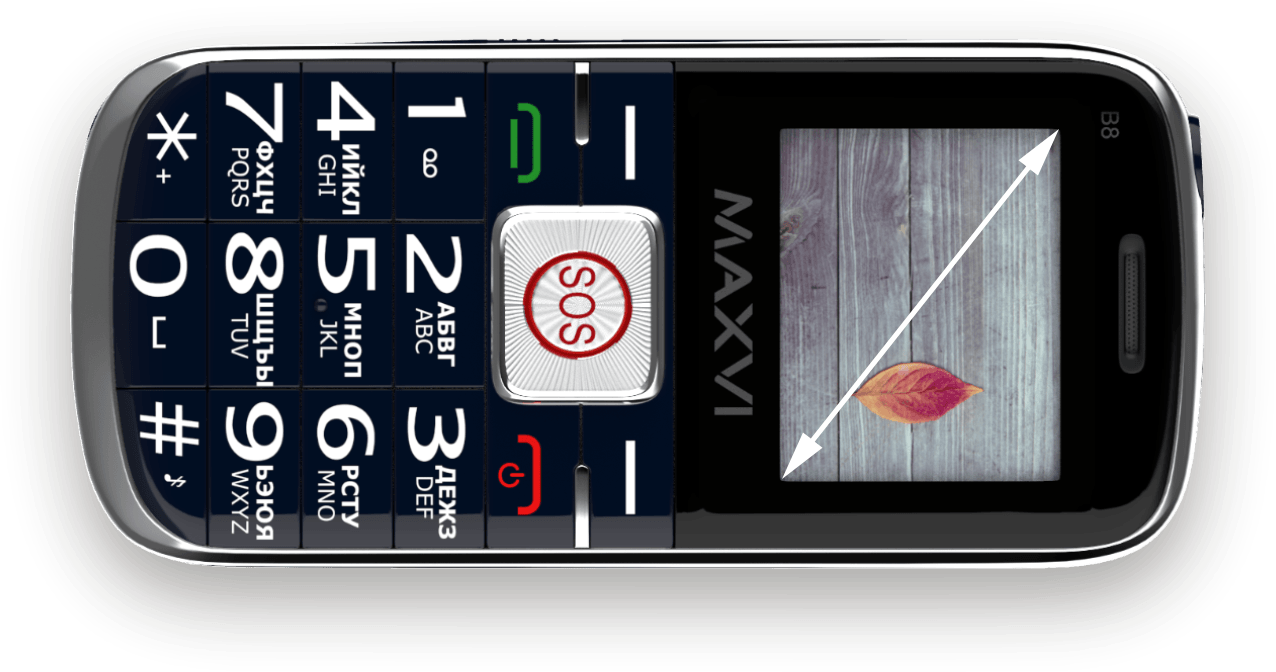 B8
MAXVI
SOS
1
2 АБВГ
ABC
3 ДЕЖЗ
DEF
4 ИЙКЛ
GHI
5 МНОП
JKL
6 РСТУ
MNO
7 ФХЦЧ
PQRS
8 ШЩЪЫ
TUV
9 ЬЭЮЯ
WXYZ
* +
0
#